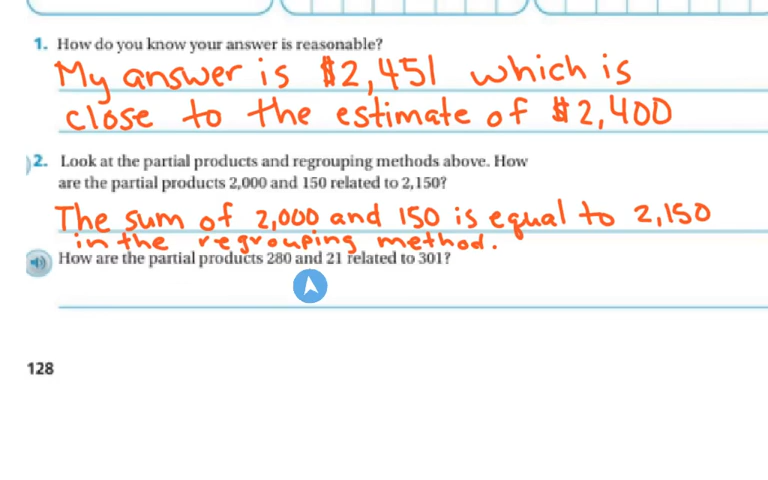 1. How do you know your answer is reasonable?
My answer is $2,451 which is
close to the estimate of $2,400
2. Look at the partial products and regrouping methods above. How
are the partial products 2,000 and 150 related to 2,150?
The sum of 2,000 and 150 is equal to 2,150
in the regrouping method.
How are the partial products 280 and 21 related to 301?
128